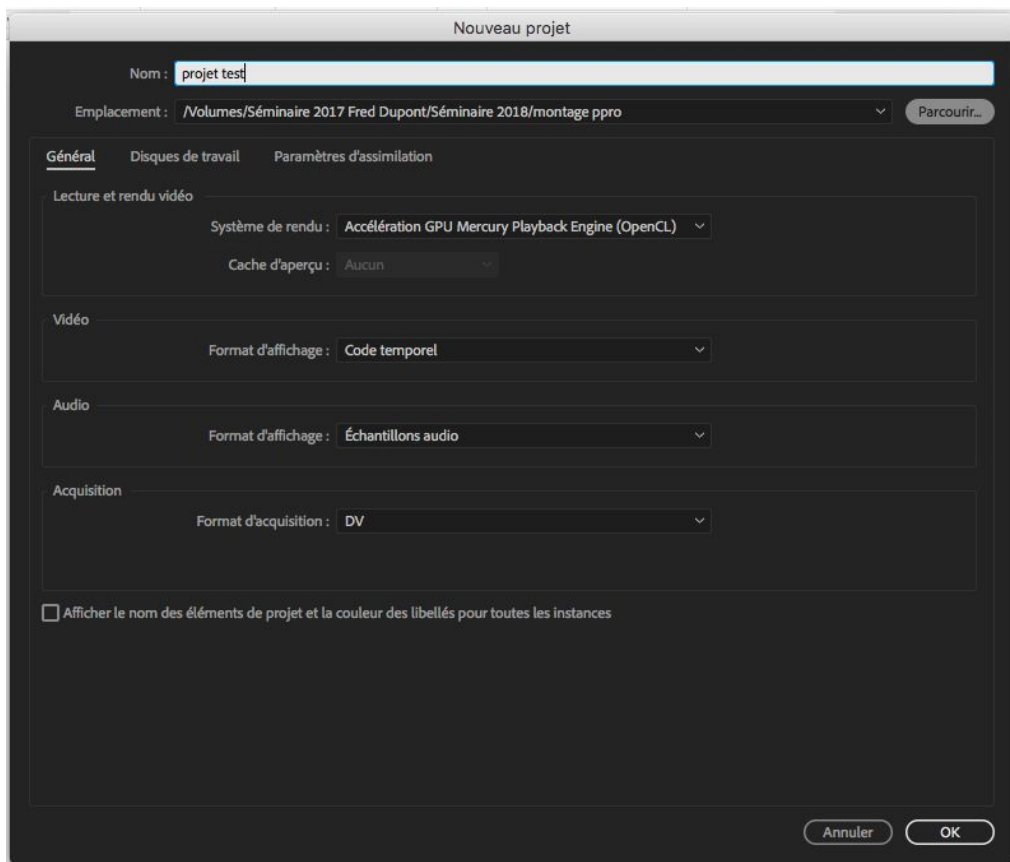 Nouveau projet
Nom : projet test
Emplacement : /Volumes/Séminaire 2017 Fred Dupont/Séminaire 2018/montage ppro Parcourir...
Général Disques de travail Paramètres d'assimilation
Lecture et rendu vidéo
Système de rendu : Accélération GPU Mercury Playback Engine (OpenCL)
Cache d'aperçu : Aucun
Vidéo
Format d'affichage : Code temporel
Audio
Format d'affichage : Échantillons audio
Acquisition
Format d'acquisition : DV
Afficher le nom des éléments de projet et la couleur des libellés pour toutes les instances
Annuler OK